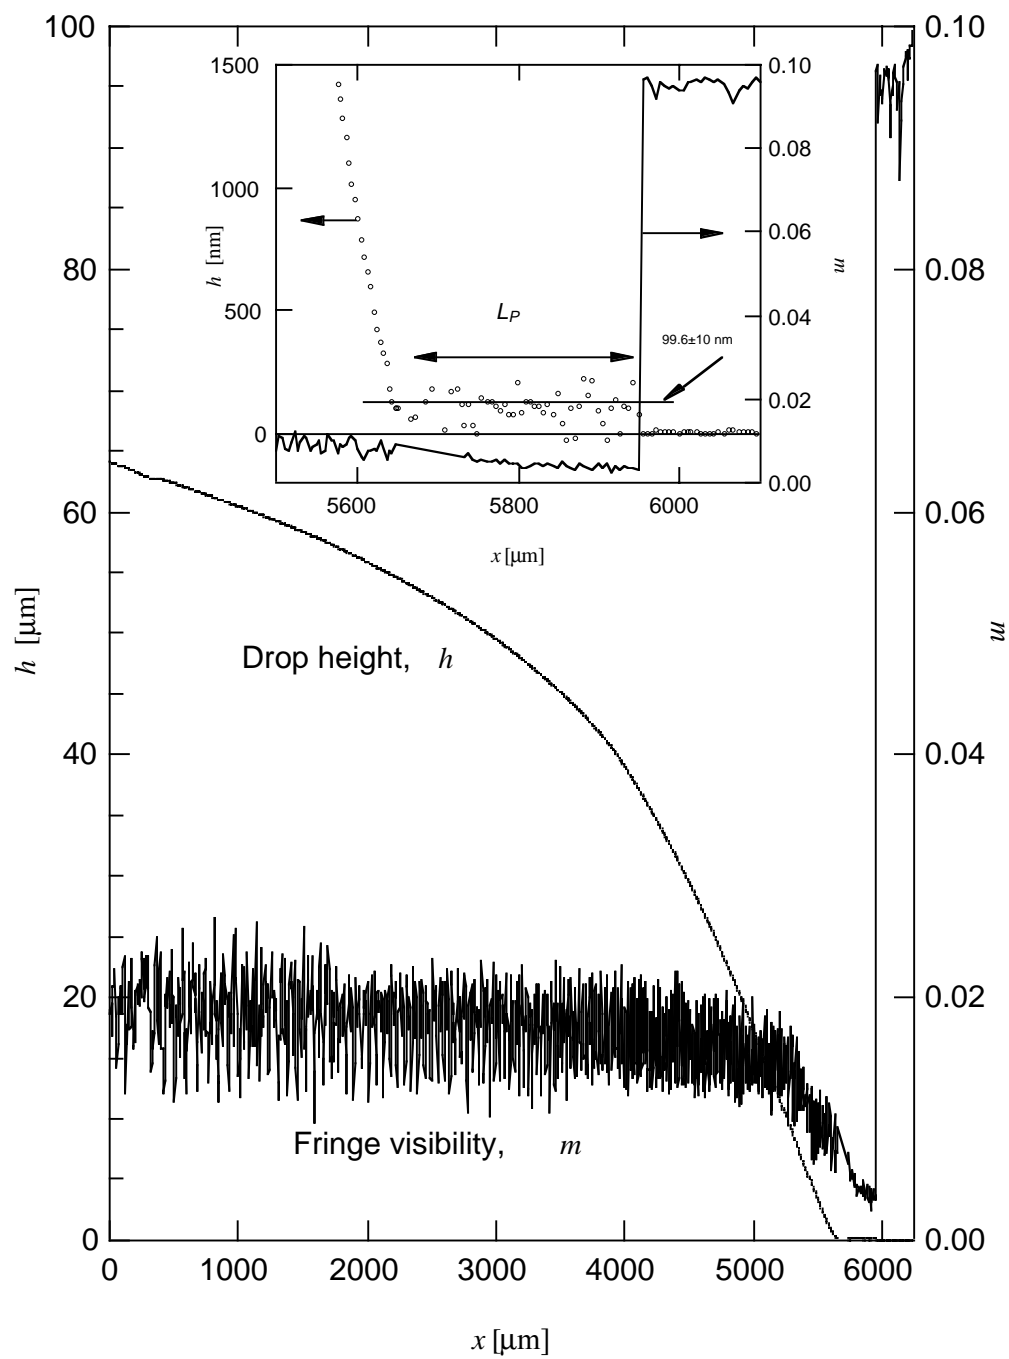 100
80
60
40
20
0
h [μm]
0.10
0.08
0.06
0.04
0.02
0.00
m
0 1000 2000 3000 4000 5000 6000
x [μm]
1500
1000
500
0
h [nm]
0.10
0.08
0.06
0.04
0.02
0.00
m
5600 5800 6000
x [μm]
L_P
99.6±10 nm
Drop height, h
Fringe visibility, m